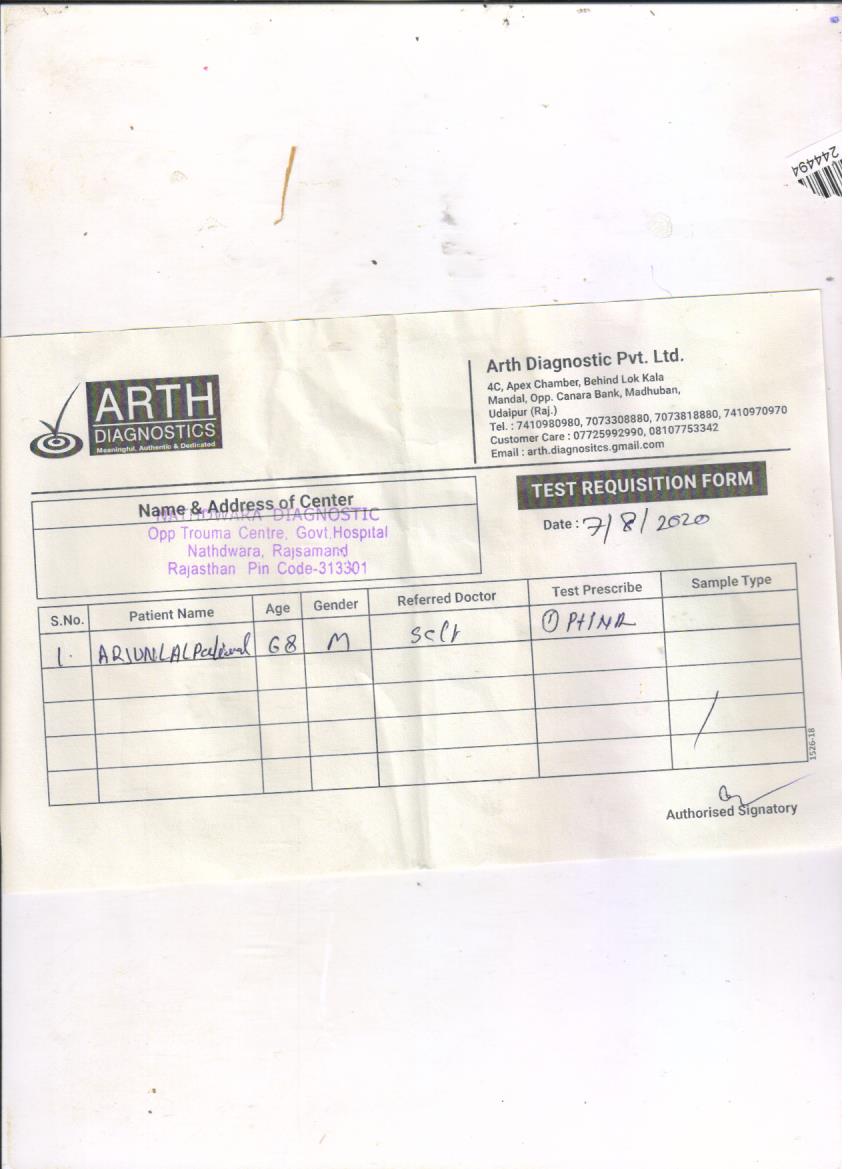 244494
ARTH
DIAGNOSTICS
Meaningful, Authentic & Dedicated
Arth Diagnostic Pvt. Ltd.
4C, Apex Chamber, Behind Lok Kala
Mandal, Opp. Canara Bank, Madhuban,
Udaipur (Raj.)
Tel. : 7410980980, 7073308880, 7073818880, 7410970970
Customer Care : 07725992990, 08107753342
Email : arth.diagnositcs.gmail.com
TEST REQUISITION FORM
Date : 7/8/2020
Name & Address of Center
NATHDWARA DIAGNOSTIC
Opp Trouma Centre, Govt.Hospital
Nathdwara, Rajsamand
Rajasthan Pin Code-313301
S.No. Patient Name Age Gender Referred Doctor Test Prescribe Sample Type
1. ARJUNLAL 68 M Self ① PTINR
1526-18
Authorised Signatory